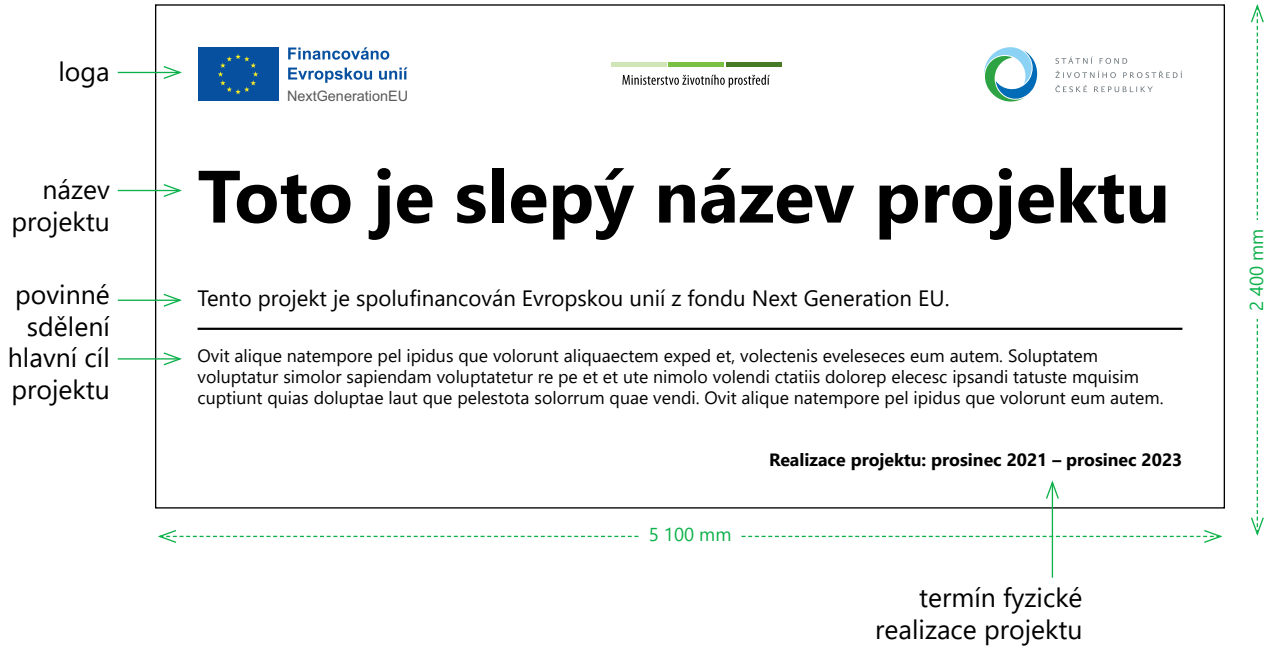 loga
Financováno
Evropskou unií
NextGenerationEU
Ministerstvo životního prostředí
STÁTNÍ FOND
ŽIVOTNÍHO PROSTŘEDÍ
ČESKÉ REPUBLIKY
název
projektu
Toto je slepý název projektu
povinné
sdělení
Tento projekt je spolufinancován Evropskou unií z fondu Next Generation EU.
hlavní cíl
projektu
Ovit alique natempore pel ipidus que volorunt aliquaectem exped et, volectenis eveleseces eum autem. Soluptatem
voluptatur simolor sapiendam voluptatetur re pe et et ute nimolo volendi ctatiis dolorep elecesc ipsandi tatuste mquisim
cuptiunt quias doluptae laut que pelestota solorrum quae vendi. Ovit alique natempore pel ipidus que volorunt eum autem.
Realizace projektu: prosinec 2021 – prosinec 2023
2 400 mm
5 100 mm
termín fyzické
realizace projektu